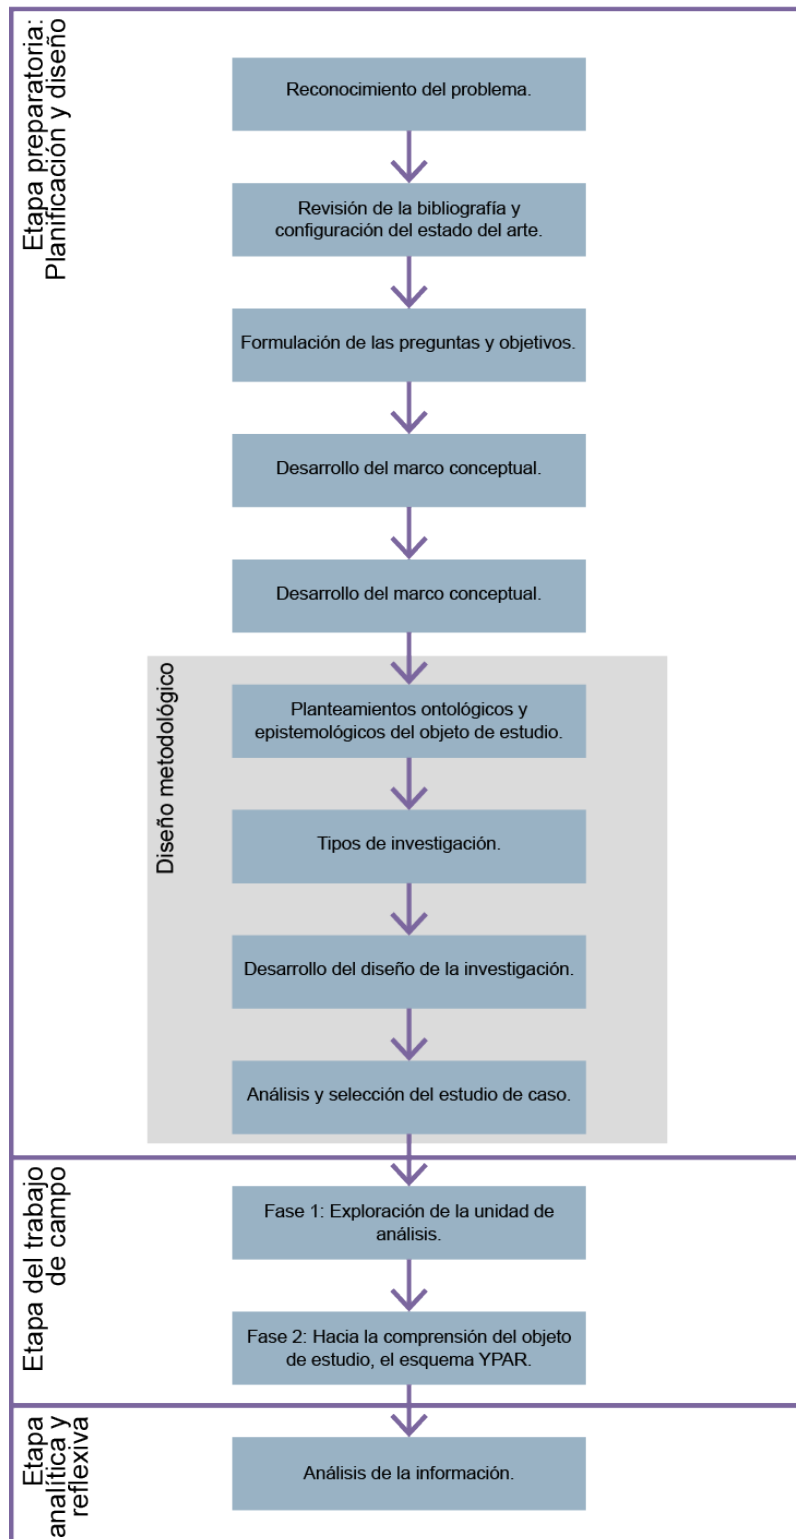 Etapa preparatoria:
Planificación y diseño
Reconocimiento del problema.
Revisión de la bibliografía y
configuración del estado del arte.
Formulación de las preguntas y objetivos.
Desarrollo del marco conceptual.
Desarrollo del marco conceptual.
Diseño metodológico
Planteamientos ontológicos y
epistemológicos del objeto de estudio.
Tipos de investigación.
Desarrollo del diseño de la investigación.
Análisis y selección del estudio de caso.
Etapa del trabajo
de campo
Fase 1: Exploración de la unidad de
análisis.
Fase 2: Hacia la comprensión del objeto
de estudio, el esquema YPAR.
Etapa
analítica y
reflexiva
Análisis de la información.